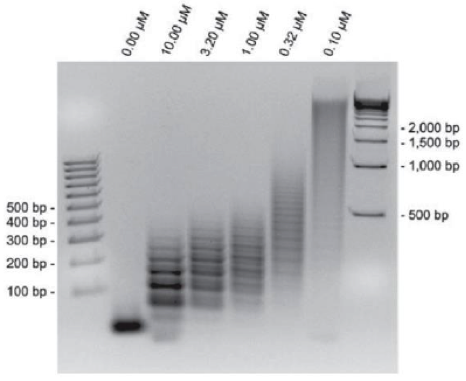 0.00 µM
10.00 µM
3.20 µM
1.00 µM
0.32 µM
0.10 µM
- 2,000 bp
- 1,500 bp
- 1,000 bp
500 bp -
- 500 bp
400 bp -
300 bp -
200 bp -
100 bp -